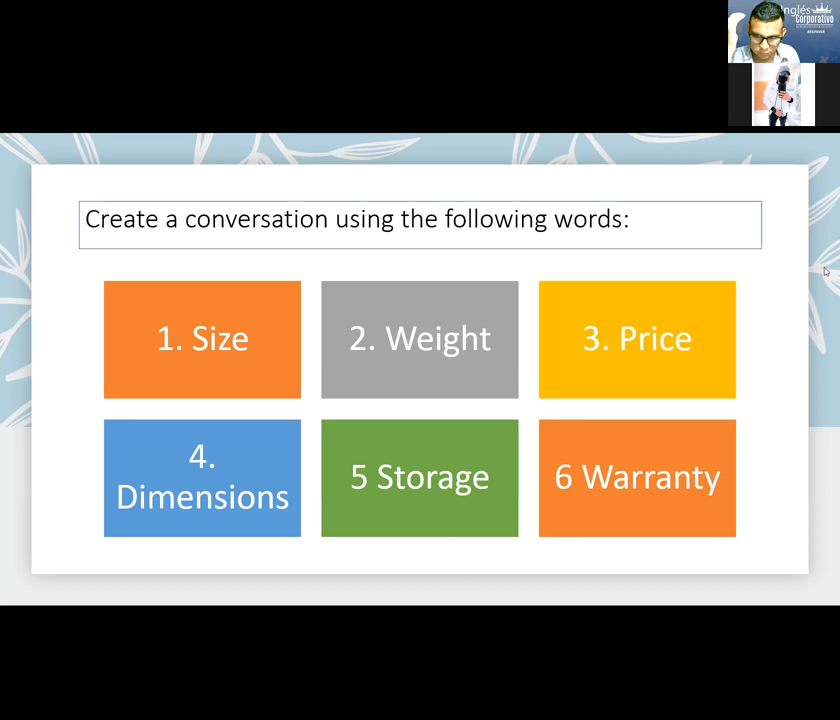 Inglés
Corporativo
BEGINNER
Create a conversation using the following words:
1. Size
2. Weight
3. Price
4.
Dimensions
5 Storage
6 Warranty